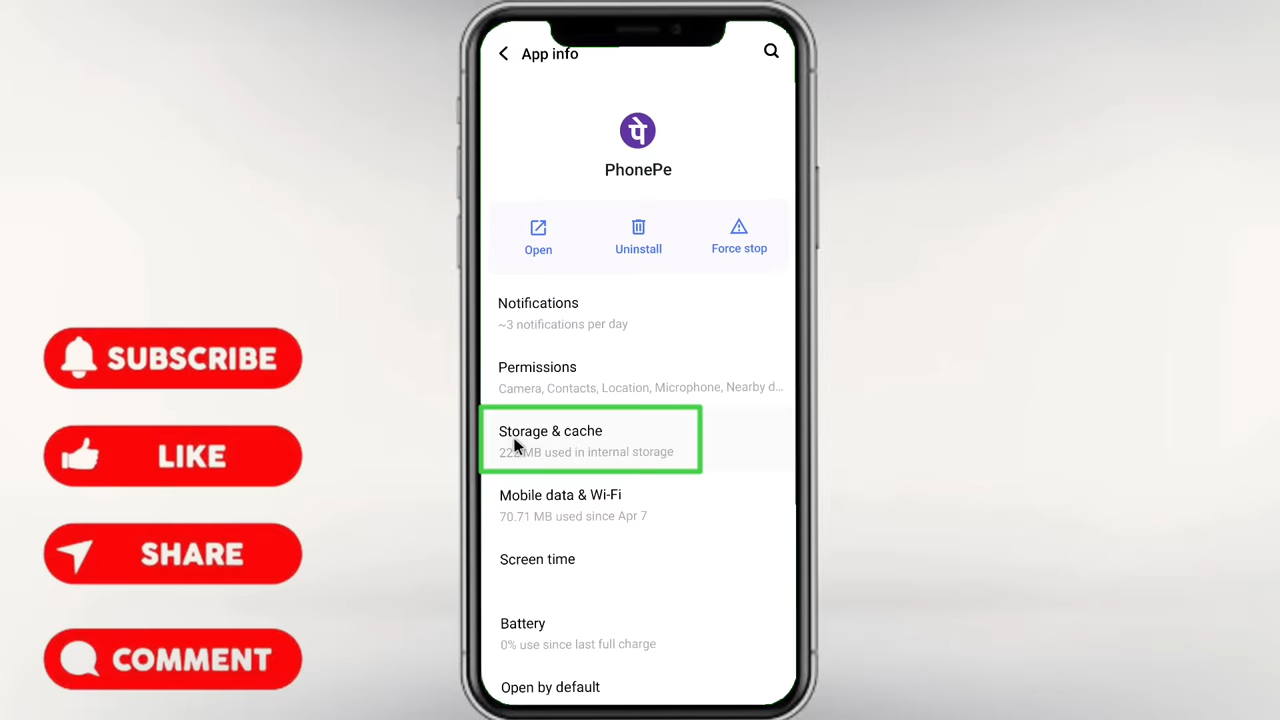 App info
पे
PhonePe
Open
Uninstall
Force stop
Notifications
~3 notifications per day
Permissions
Camera, Contacts, Location, Microphone, Nearby d...
Storage & cache
MB used in internal storage
Mobile data & Wi-Fi
70.71 MB used since Apr 7
Screen time
Battery
0% use since last full charge
Open by default
SUBSCRIBE
LIKE
SHARE
COMMENT